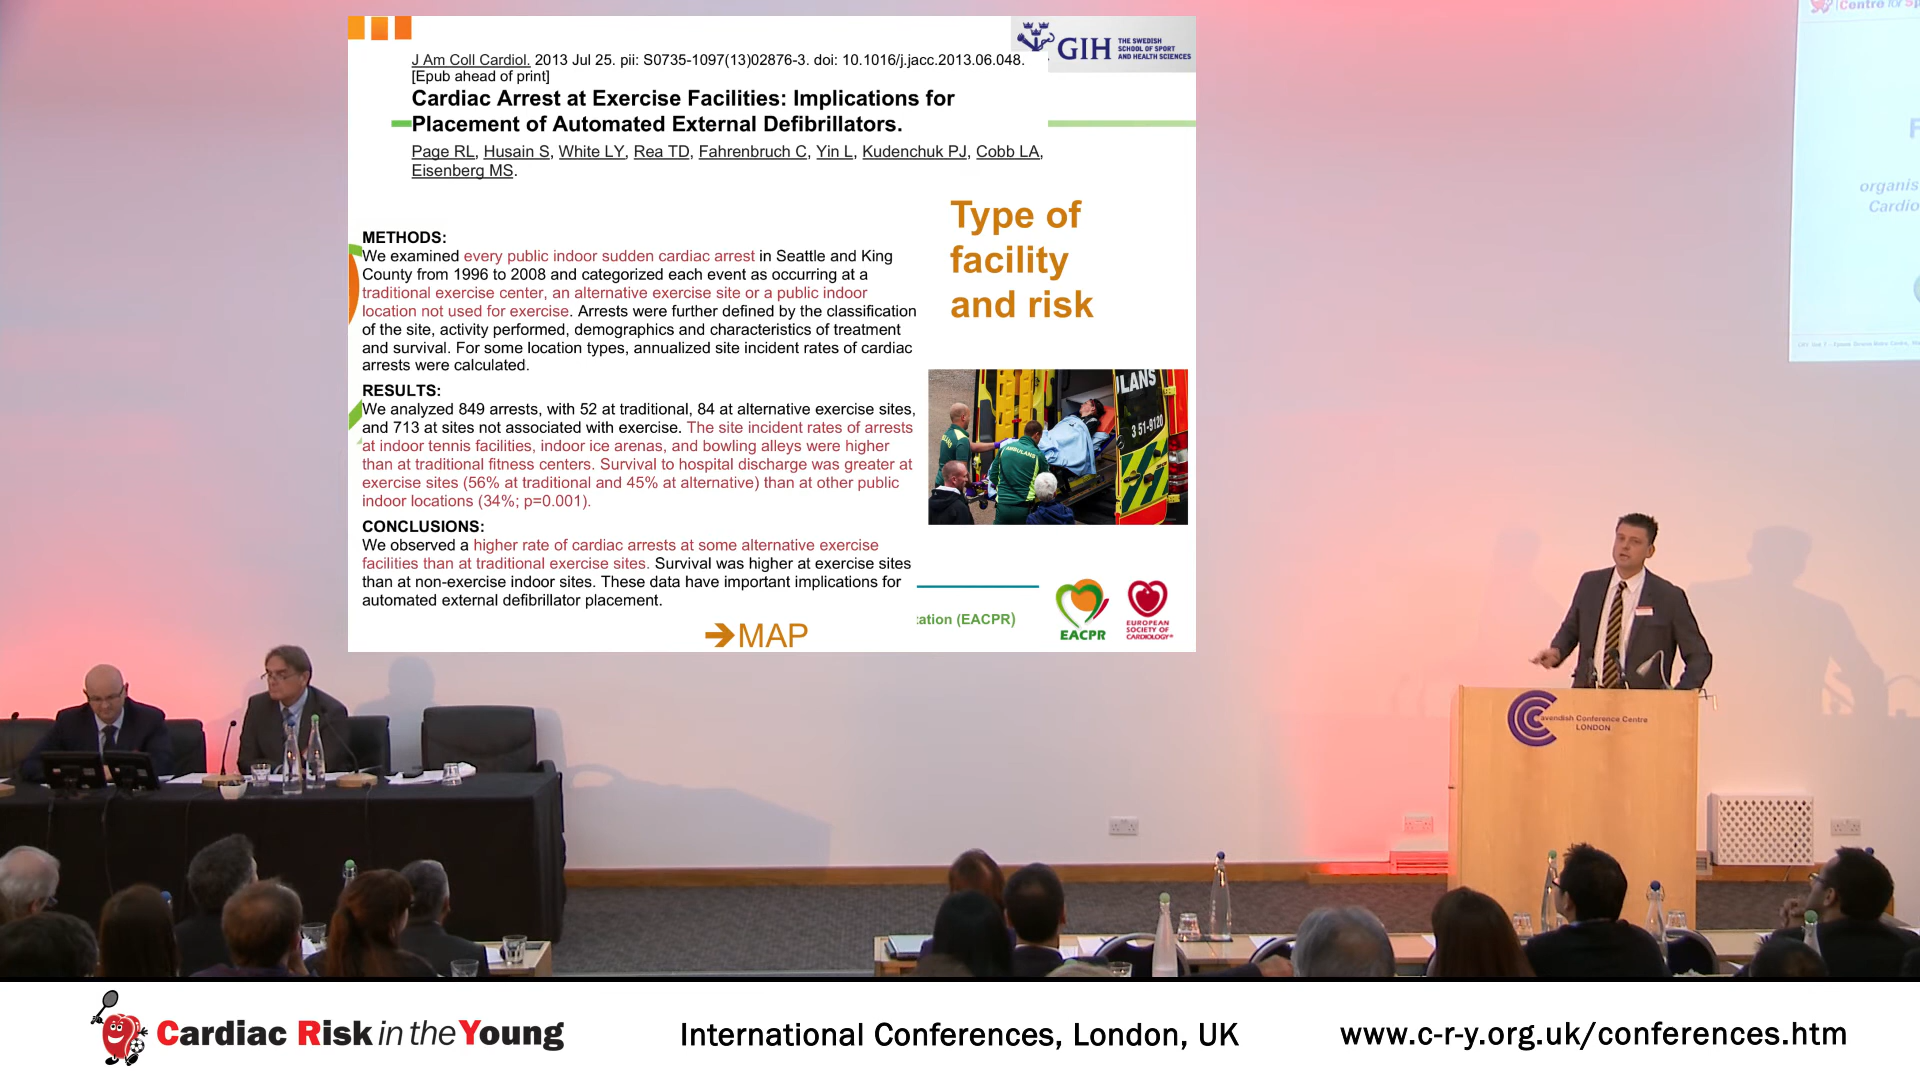 GIH
THE SWEDISH
SCHOOL OF SPORT
AND HEALTH SCIENCES
J Am Coll Cardiol. 2013 Jul 25. pii: S0735-1097(13)02876-3. doi: 10.1016/j.jacc.2013.06.048.
[Epub ahead of print]
Cardiac Arrest at Exercise Facilities: Implications for
Placement of Automated External Defibrillators.
Page RL, Husain S, White LY, Rea TD, Fahrenbruch C, Yin L, Kudenchuk PJ, Cobb LA,
Eisenberg MS.
Type of
facility
and risk
METHODS:
We examined every public indoor sudden cardiac arrest in Seattle and King
County from 1996 to 2008 and categorized each event as occurring at a
traditional exercise center, an alternative exercise site or a public indoor
location not used for exercise. Arrests were further defined by the classification
of the site, activity performed, demographics and characteristics of treatment
and survival. For some location types, annualized site incident rates of cardiac
arrests were calculated.
RESULTS:
We analyzed 849 arrests, with 52 at traditional, 84 at alternative exercise sites,
and 713 at sites not associated with exercise. The site incident rates of arrests
at indoor tennis facilities, indoor ice arenas, and bowling alleys were higher
than at traditional fitness centers. Survival to hospital discharge was greater at
exercise sites (56% at traditional and 45% at alternative) than at other public
indoor locations (34%; p=0.001).
CONCLUSIONS:
We observed a higher rate of cardiac arrests at some alternative exercise
facilities than at traditional exercise sites. Survival was higher at exercise sites
than at non-exercise indoor sites. These data have important implications for
automated external defibrillator placement.
➔MAP
ULANS
3 51-9120
AMBULANS
tation (EACPR)
EACPR
EUROPEAN
SOCIETY OF
CARDIOLOGY®
Centre for Sp
F
organis
Cardio
avendish Conference Centre
LONDON
Cardiac Risk in the Young
International Conferences, London, UK
www.c-r-y.org.uk/conferences.htm